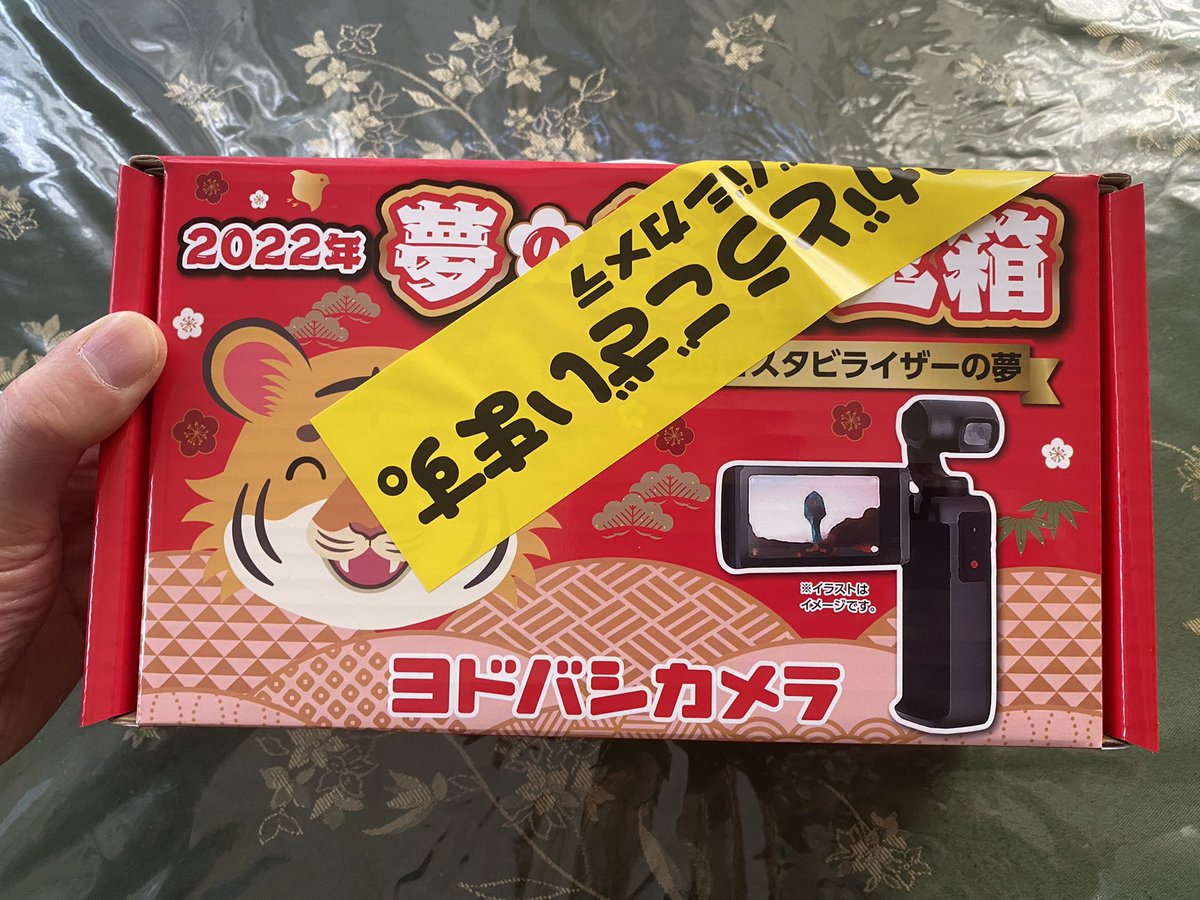 2022年 夢の箱
スタビライザーの夢
とうございます。
カメラ
※イラストは
イメージです。
ヨドバシカメラ